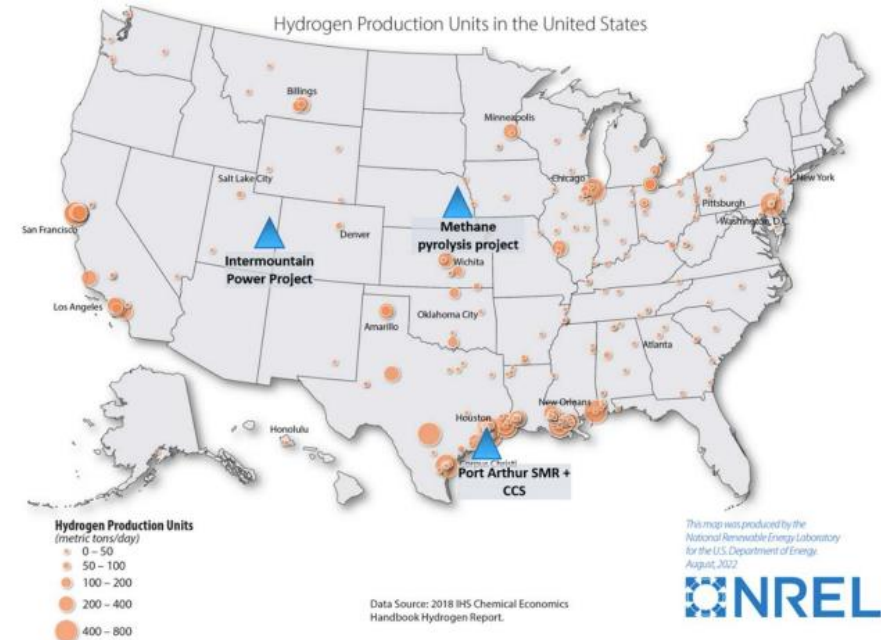 Hydrogen Production Units in the United States
Billings
Minneapolis
Salt Lake City
Chicago
New York
Pittsburgh
Washington, D
San Francisco
Denver
Methane
pyrolysis project
Intermountain
Power Project
Wichita
Los Angeles
Amarillo
Oklahoma City
Atlanta
New Orleans
Houston
Honolulu
Port Arthur SMR +
CCS
Hydrogen Production Units
(metric tons/day)
0 – 50
50 – 100
100 – 200
200 – 400
400 – 800
Data Source: 2018 IHS Chemical Economics
Handbook Hydrogen Report.
This map was produced by the
National Renewable Energy Laboratory
for the U.S. Department of Energy.
August, 2022
NREL